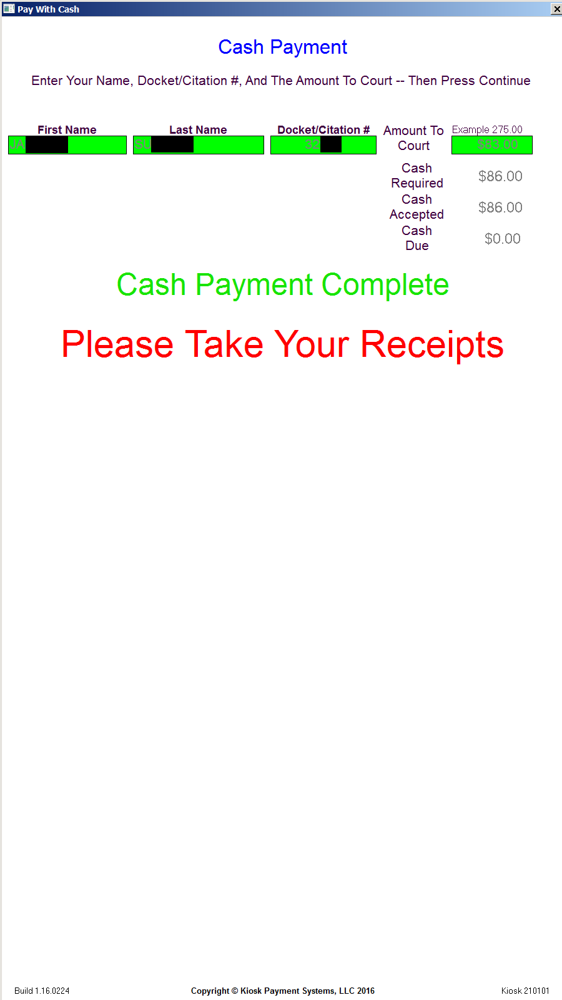 Pay With Cash
Cash Payment
Enter Your Name, Docket/Citation #, And The Amount To Court -- Then Press Continue
First Name
JA
Last Name
SU
Docket/Citation #
32
Amount To
Court
Example 275.00
$83.00
Cash
Required
$86.00
Cash
Accepted
$86.00
Cash
Due
$0.00
Cash Payment Complete
Please Take Your Receipts
Build 1.16.0224
Copyright © Kiosk Payment Systems, LLC 2016
Kiosk 210101